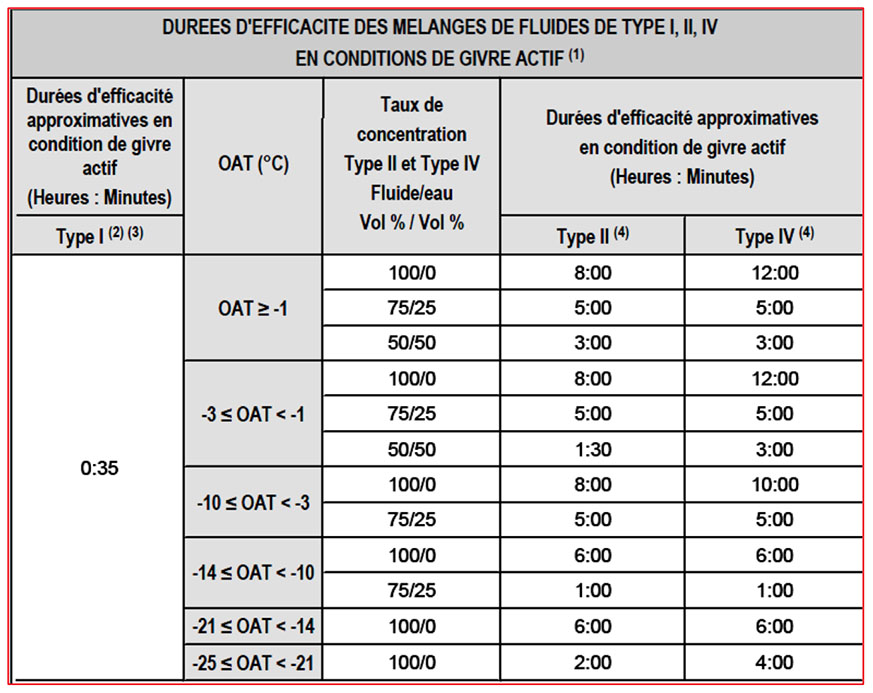 DUREES D'EFFICACITE DES MELANGES DE FLUIDES DE TYPE I, II, IV
EN CONDITIONS DE GIVRE ACTIF (1)
Durées d'efficacité
approximatives en
condition de givre
actif
(Heures : Minutes)
OAT (°C)
Taux de
concentration
Type II et Type IV
Fluide/eau
Vol % / Vol %
Durées d'efficacité approximatives
en condition de givre actif
(Heures : Minutes)
Type I (2) (3)
Type II (4)
Type IV (4)
0:35
OAT ≥ -1
100/0 8:00 12:00
75/25 5:00 5:00
50/50 3:00 3:00
-3 ≤ OAT < -1
100/0 8:00 12:00
75/25 5:00 5:00
50/50 1:30 3:00
-10 ≤ OAT < -3
100/0 8:00 10:00
75/25 5:00 5:00
-14 ≤ OAT < -10
100/0 6:00 6:00
75/25 1:00 1:00
-21 ≤ OAT < -14 100/0 6:00 6:00
-25 ≤ OAT < -21 100/0 2:00 4:00